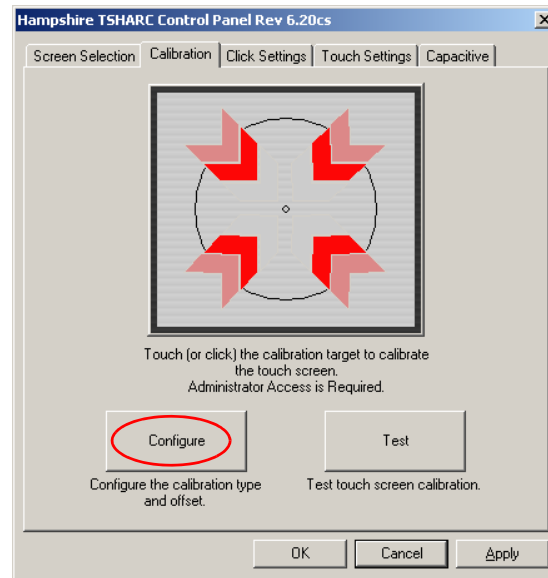 Hampshire TSHARC Control Panel Rev 6.20cs
Screen Selection Calibration Click Settings Touch Settings Capacitive
Touch (or click) the calibration target to calibrate
the touch screen.
Administrator Access is Required.
Configure Test
Configure the calibration type Test touch screen calibration.
and offset.
OK Cancel Apply